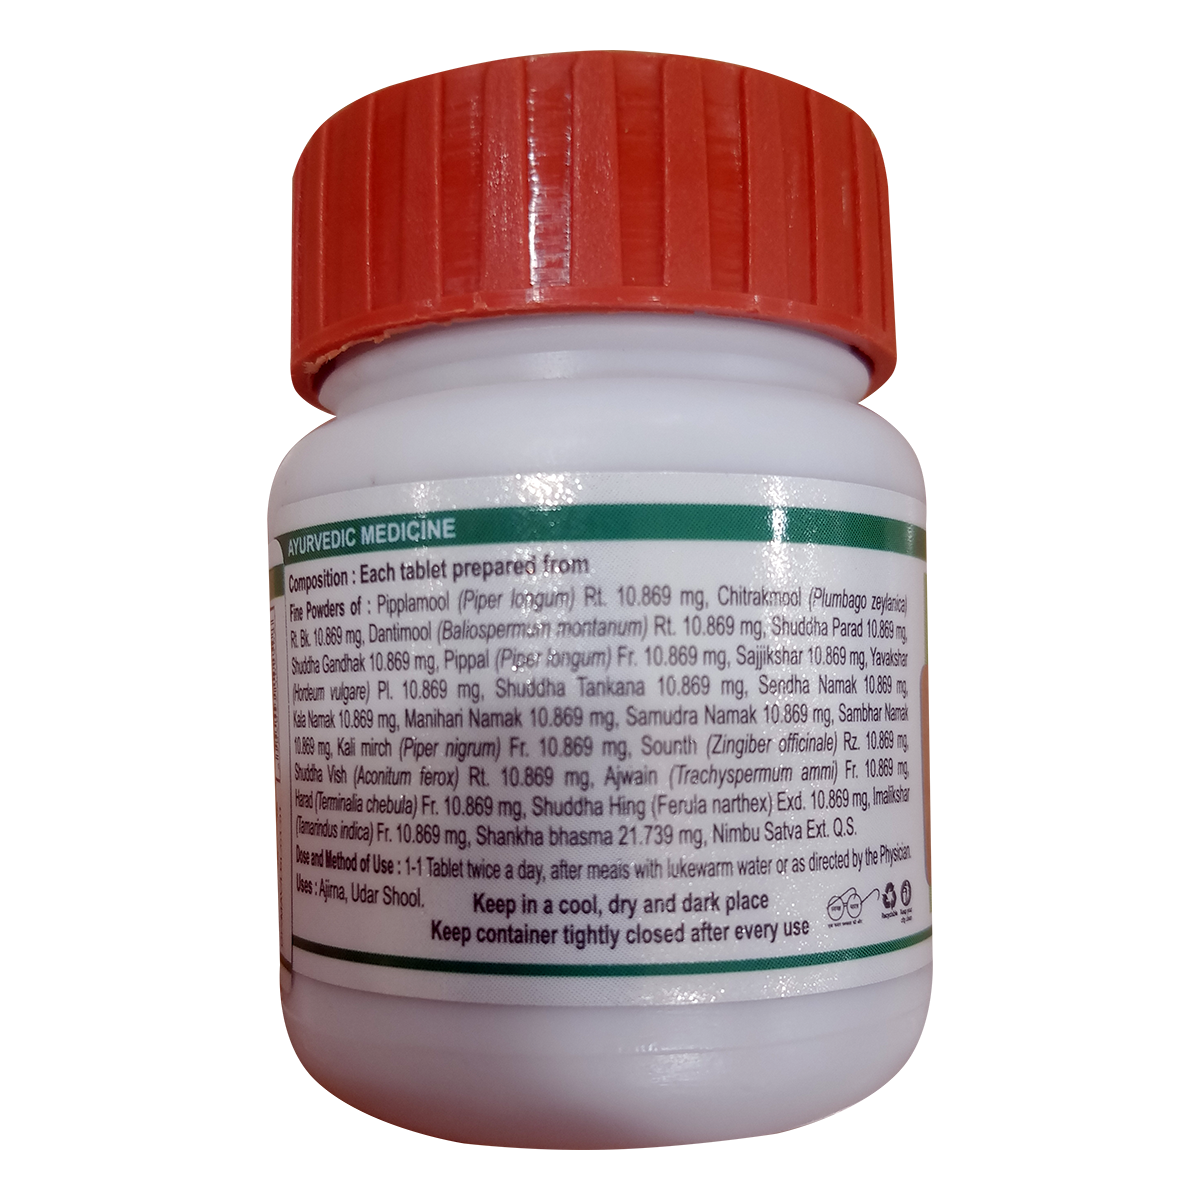 AYURVEDIC MEDICINE
Composition : Each tablet prepared from
Fine Powders of : Pipplamool (Piper longum) Rt. 10.869 mg, Chitrakmool (Plumbago zeylanica)
Rt. Bk. 10.869 mg, Dantimool (Baliospermum montanum) Rt. 10.869 mg, Shuddha Parad 10.869 mg,
Shuddha Gandhak 10.869 mg, Pippal (Piper longum) Fr. 10.869 mg, Sajjikshar 10.869 mg, Yavakshar
(Hordeum vulgare) Pl. 10.869 mg, Shuddha Tankana 10.869 mg, Sendha Namak 10.869 mg,
Kala Namak 10.869 mg, Manihari Namak 10.869 mg, Samudra Namak 10.869 mg, Sambhar Namak
10.869 mg, Kali mirch (Piper nigrum) Fr. 10.869 mg, Sounth (Zingiber officinale) Rz. 10.869 mg,
Shuddha Vish (Aconitum ferox) Rt. 10.869 mg, Ajwain (Trachyspermum ammi) Fr. 10.869 mg,
Harad (Terminalia chebula) Fr. 10.869 mg, Shuddha Hing (Ferula narthex) Exd. 10.869 mg, Imalikshar
(Tamarindus indica) Fr. 10.869 mg, Shankha bhasma 21.739 mg, Nimbu Satva Ext. Q.S.
Dose and Method of Use : 1-1 Tablet twice a day, after meals with lukewarm water or as directed by the Physician.
Uses : Ajirna, Udar Shool.
Keep in a cool, dry and dark place
Keep container tightly closed after every use
Recyclable